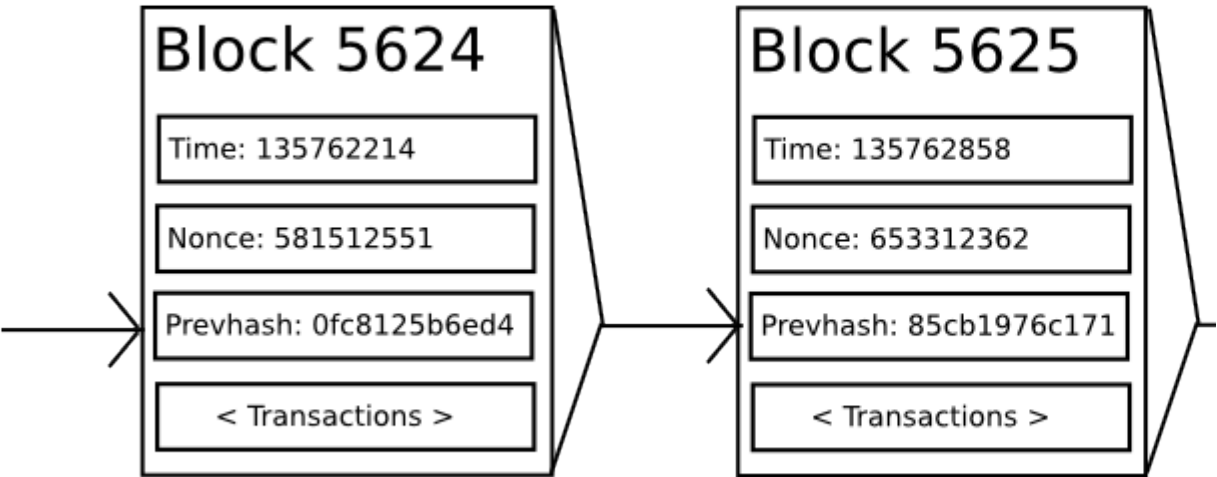 Block 5624
Time: 135762214
Nonce: 581512551
Prevhash: 0fc8125b6ed4
< Transactions >
Block 5625
Time: 135762858
Nonce: 653312362
Prevhash: 85cb1976c171
< Transactions >